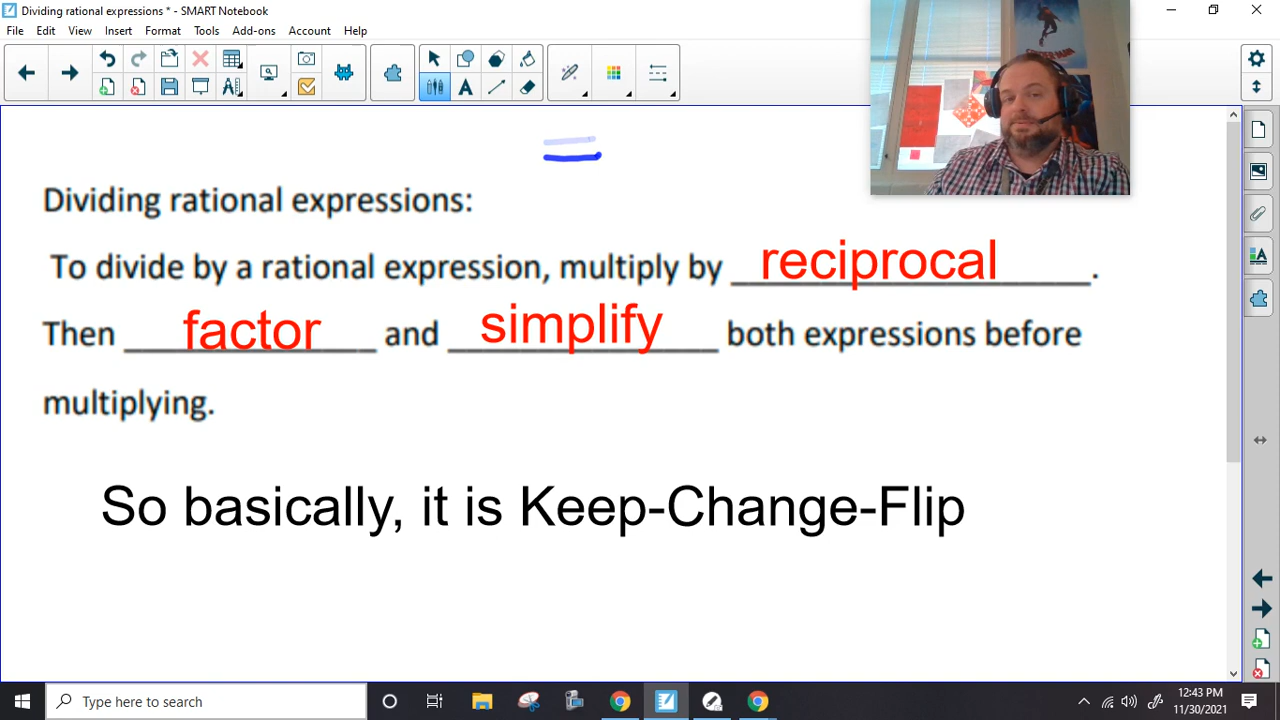 Dividing rational expressions * - SMART Notebook
File Edit View Insert Format Tools Add-ons Account Help
Dividing rational expressions:
To divide by a rational expression, multiply by reciprocal.
Then factor and simplify both expressions before
multiplying.
So basically, it is Keep-Change-Flip
Type here to search
12:43 PM
11/30/2021